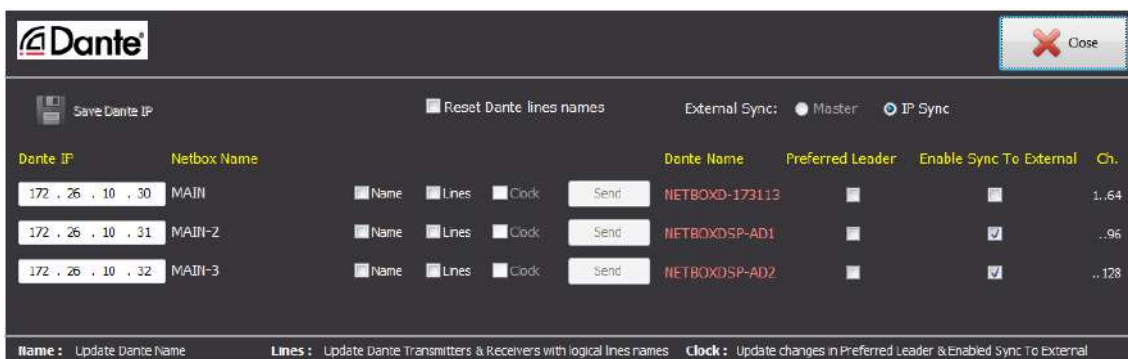 Dante
Close
Save Dante IP Reset Dante lines names External Sync: Master IP Sync
Dante IP Netbox Name Dante Name Preferred Leader Enable Sync To External Ch.
172 . 26 . 10 . 30 MAIN Name Lines Clock Send NETBOXD-173113 1..64
172 . 26 . 10 . 31 MAIN-2 Name Lines Clock Send NETBOXDSP-AD1 ..96
172 . 26 . 10 . 32 MAIN-3 Name Lines Clock Send NETBOXDSP-AD2 ..128
Name : Update Dante Name Lines : Update Dante Transmitters & Receivers with logical lines names Clock : Update changes in Preferred Leader & Enabled Sync To External